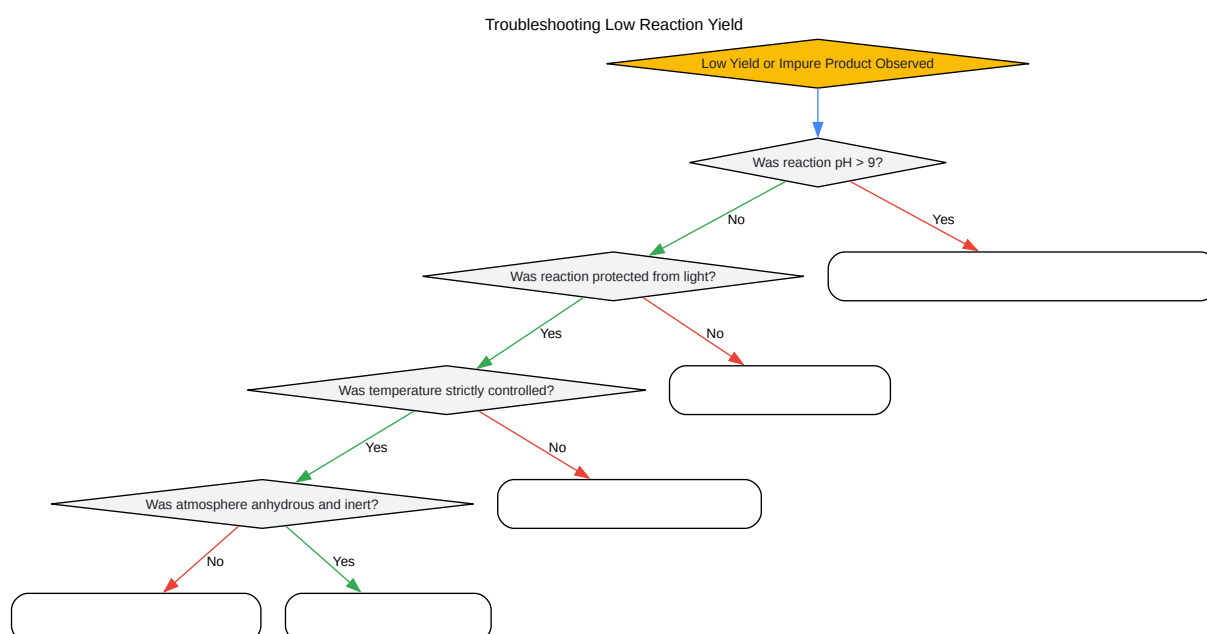 Troubleshooting Low Reaction Yield
Low Yield or Impure Product Observed
Was reaction pH > 9?
No
Yes
Was reaction protected from light?
Yes
No
Was temperature strictly controlled?
Yes
No
Was atmosphere anhydrous and inert?
No
Yes